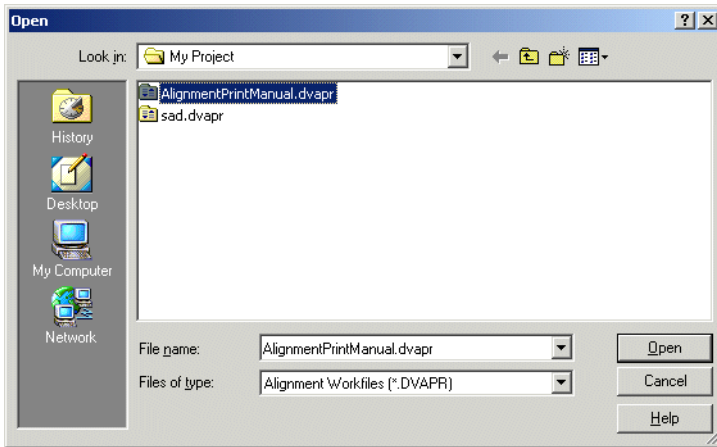 Open
Look in: My Project
AlignmentPrintManual.dvapr
sad.dvapr
History
Desktop
My Computer
Network
File name: AlignmentPrintManual.dvapr Open
Files of type: Alignment Workfiles (*.DVAPR) Cancel
Help